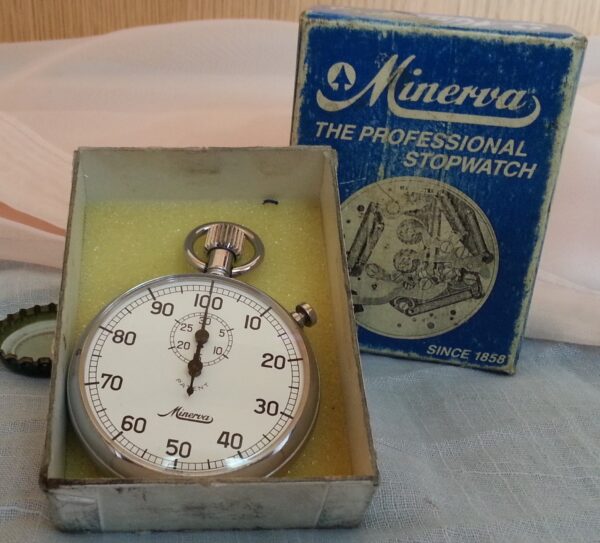 Minerva
THE PROFESSIONAL
STOPWATCH
SINCE 1858
100
10
20
30
40
50
60
70
80
90
30
5
10
15
20
25
PATENT
Minerva